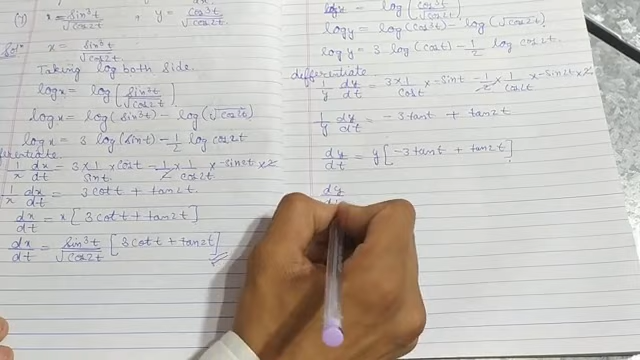 (7) x = sin³t/√cos2t , y = cos³t/√cos2t
Sol. x = sin³t/√cos2t
Taking log both side.
log x = log [sin³t/√cos2t]
log x = log(sin³t) - log(√cos2t)
log x = 3 log(sint) - 1/2 log cos2t
differentiate
1/x dx/dt = 3×1/sint × cost - 1/2 × 1/cos2t × -sin2t × 2
1/x dx/dt = 3cott + tan2t.
dx/dt = x [3cott + tan2t]
dx/dt = sin³t/√cos2t [3cott + tan2t]
log x = log [cos³t/√cos2t]
log y = log(cos³t) - log(√cos2t)
log y = 3 log(cost) - 1/2 log cos2t.
differentiate
1/y dy/dt = 3×1/cost × -sint - 1/2 × 1/cos2t × -sin2t × 2
1/y dy/dt = -3tant + tan2t
dy/dt = y [-3tant + tan2t]
dy/dt